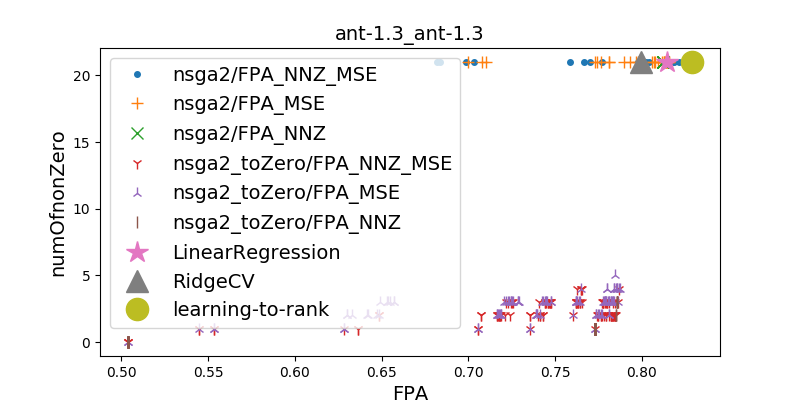 ant-1.3_ant-1.3
numOfnonZero
20
15
10
5
0
nsga2/FPA_NNZ_MSE
nsga2/FPA_MSE
nsga2/FPA_NNZ
nsga2_toZero/FPA_NNZ_MSE
nsga2_toZero/FPA_MSE
nsga2_toZero/FPA_NNZ
LinearRegression
RidgeCV
learning-to-rank
0.50 0.55 0.60 0.65 0.70 0.75 0.80
FPA